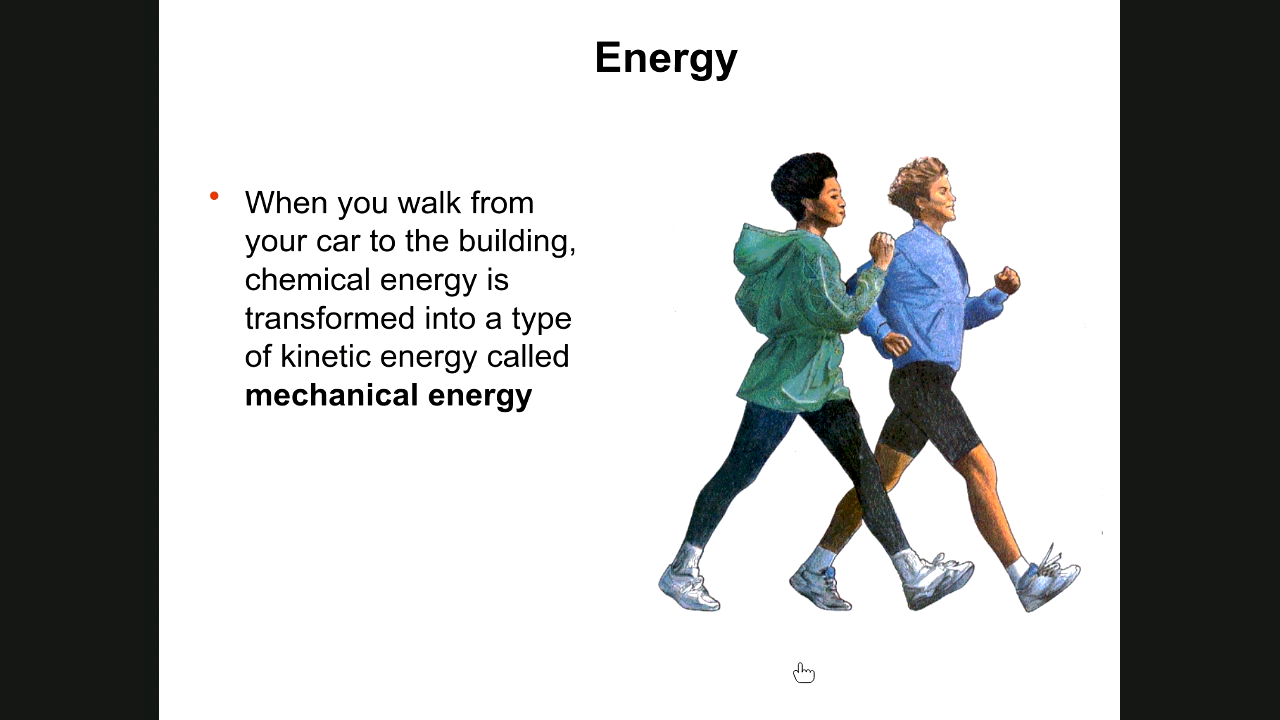 Energy
• When you walk from
your car to the building,
chemical energy is
transformed into a type
of kinetic energy called
mechanical energy